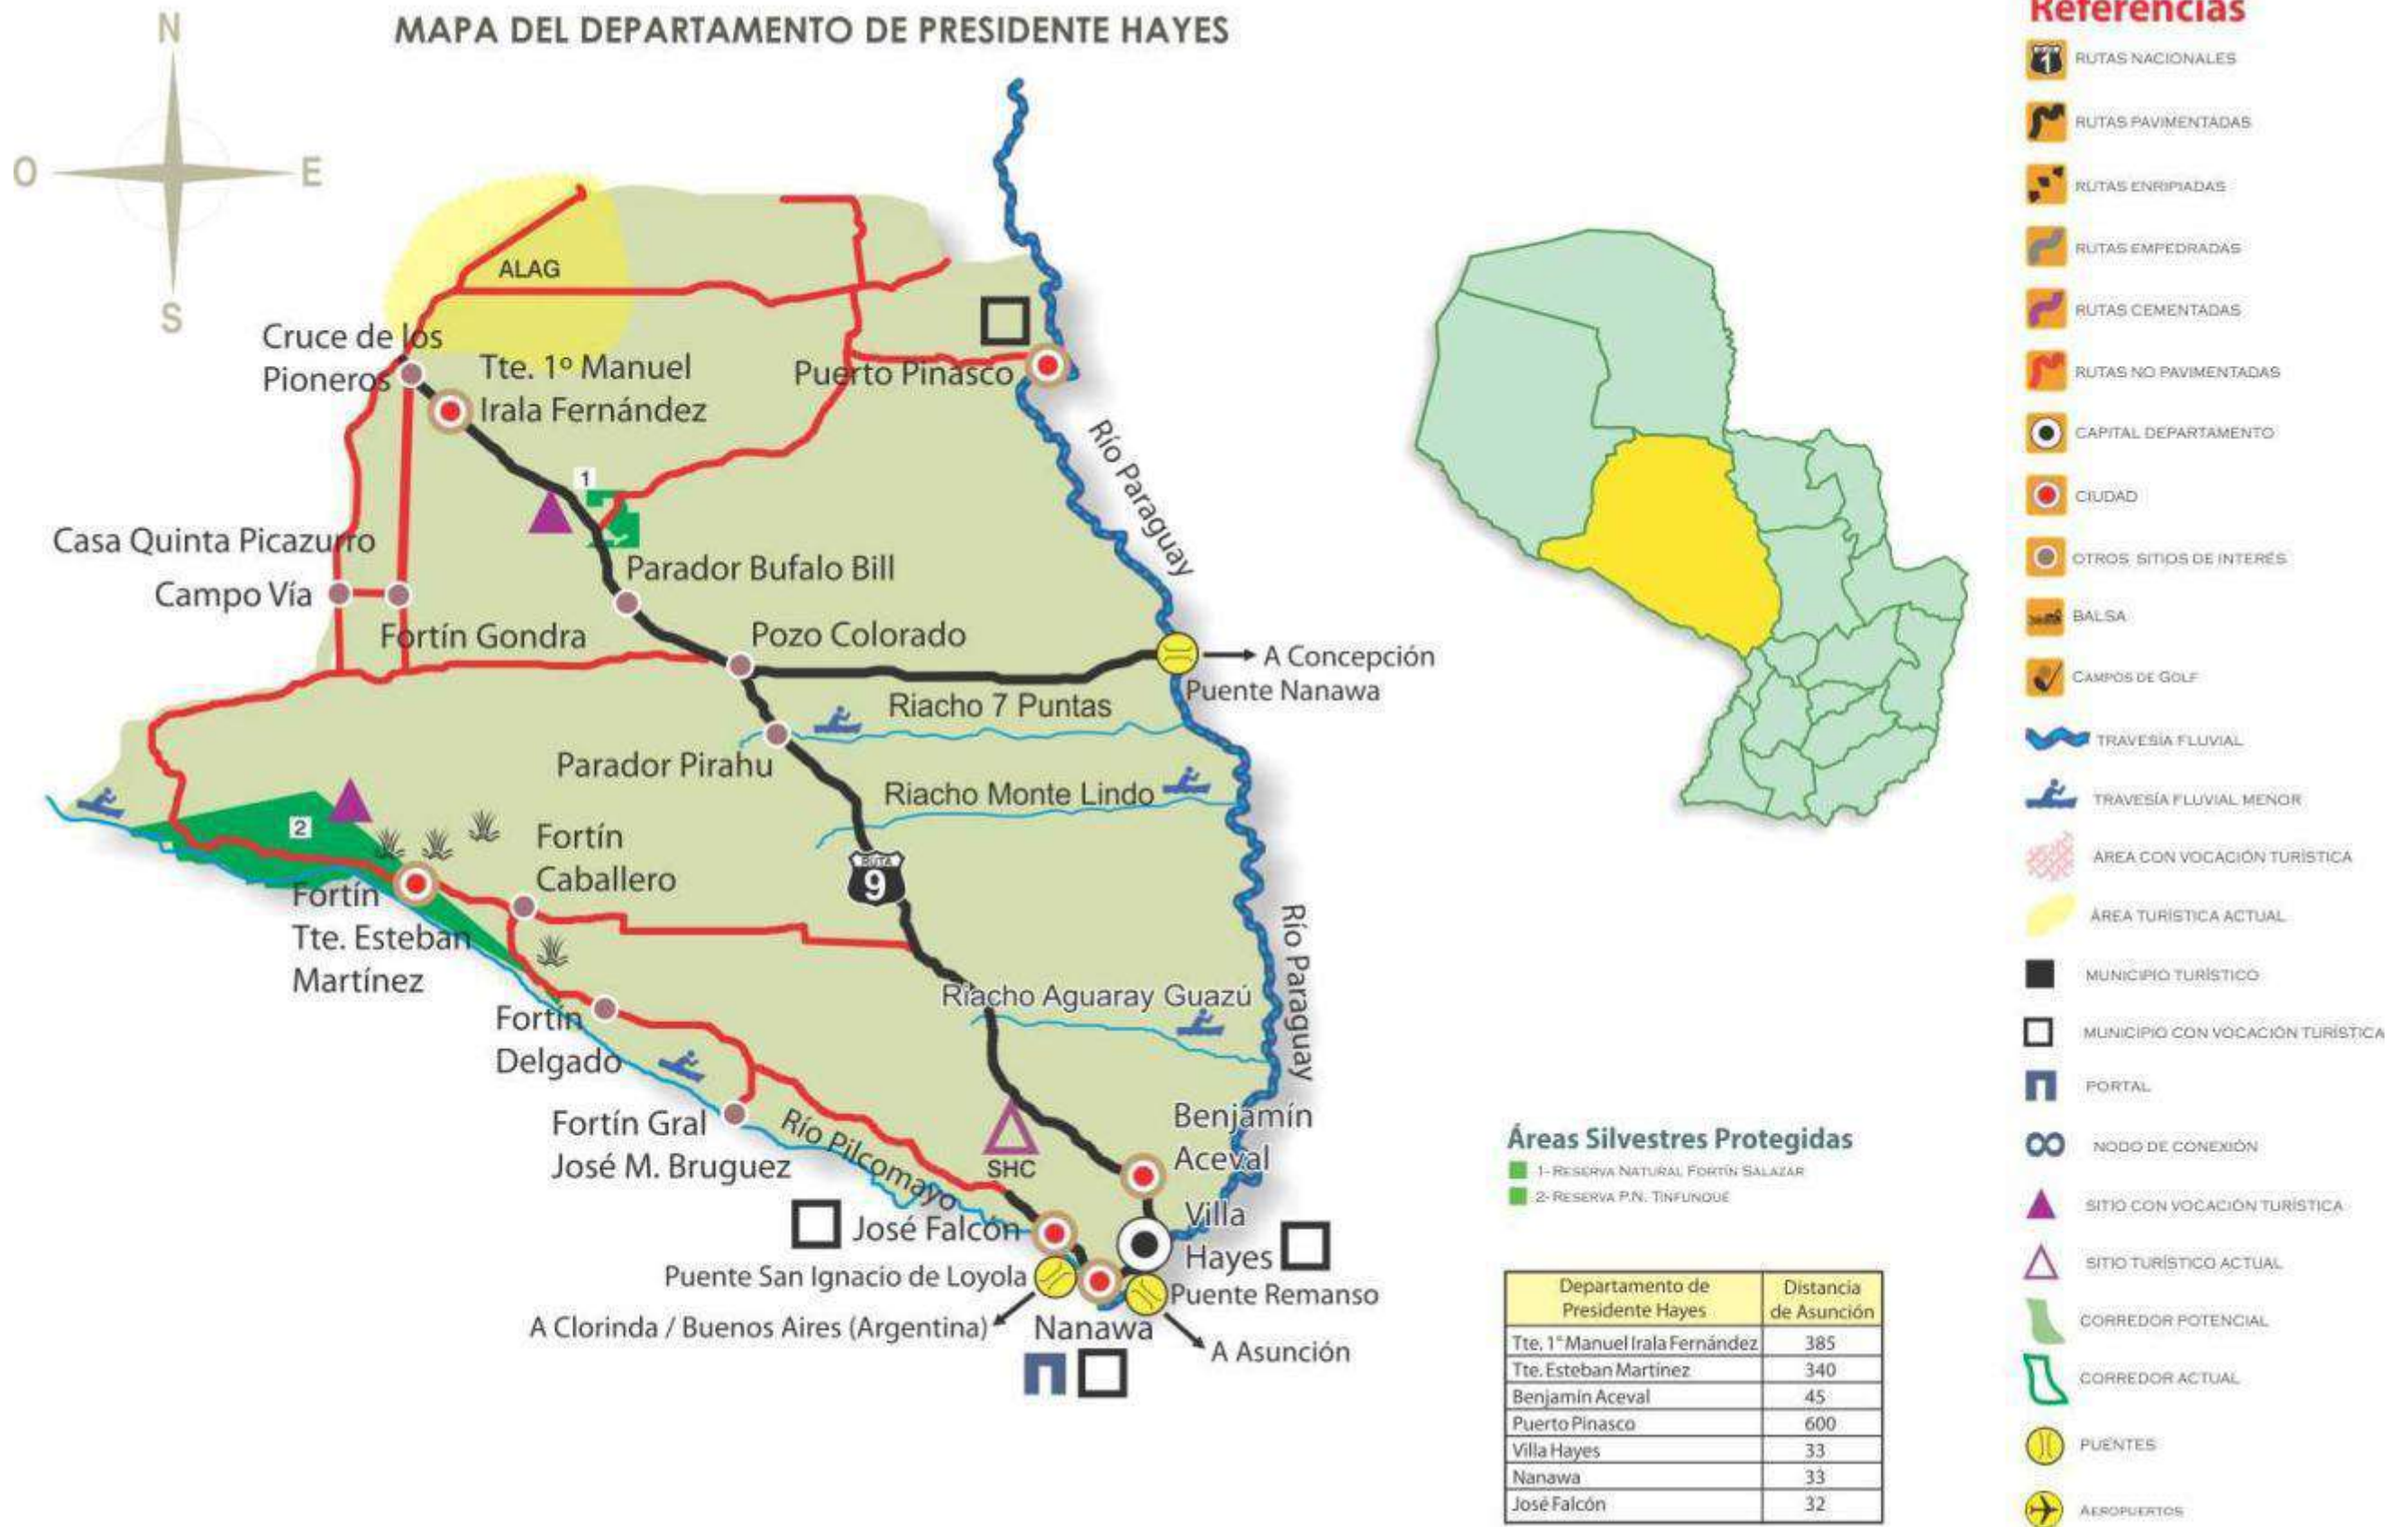 MAPA DEL DEPARTAMENTO DE PRESIDENTE HAYES
N
O
E
S
ALAG
Cruce de los
Pioneros
Tte. 1º Manuel
Irala Fernández
Puerto Pinasco
Río Paraguay
1
Casa Quinta Picazurro
Campo Vía
Parador Bufalo Bill
Fortín Gondra
Pozo Colorado
A Concepción
Puente Nanawa
Riacho 7 Puntas
Parador Pirahu
Riacho Monte Lindo
2
Fortín
Caballero
RUTA
9
Fortín
Tte. Esteban
Martínez
Río Paraguay
Riacho Aguaray Guazú
Fortín
Delgado
Fortín Gral
José M. Bruguez
Río Pilcomayo
SHC
Benjamín
Aceval
Villa
Hayes
José Falcón
Puente San Ignacio de Loyola
Puente Remanso
A Clorinda / Buenos Aires (Argentina)
Nanawa
A Asunción
Áreas Silvestres Protegidas
1- RESERVA NATURAL FORTÍN SALAZAR
2- RESERVA P.N. TINFUNQUÉ
Departamento de
Presidente Hayes
Distancia
de Asunción
Tte. 1° Manuel Irala Fernández 385
Tte. Esteban Martínez 340
Benjamín Aceval 45
Puerto Pinasco 600
Villa Hayes 33
Nanawa 33
José Falcón 32
Referencias
1
RUTAS NACIONALES
RUTAS PAVIMENTADAS
RUTAS ENRIPIADAS
RUTAS EMPEDRADAS
RUTAS CEMENTADAS
RUTAS NO PAVIMENTADAS
CAPITAL DEPARTAMENTO
CIUDAD
OTROS SITIOS DE INTERÉS
BALSA
CAMPOS DE GOLF
TRAVESÍA FLUVIAL
TRAVESÍA FLUVIAL MENOR
ÁREA CON VOCACIÓN TURÍSTICA
ÁREA TURÍSTICA ACTUAL
MUNICIPIO TURÍSTICO
MUNICIPIO CON VOCACIÓN TURÍSTICA
PORTAL
NODO DE CONEXIÓN
SITIO CON VOCACIÓN TURÍSTICA
SITIO TURÍSTICO ACTUAL
CORREDOR POTENCIAL
CORREDOR ACTUAL
PUENTES
AEROPUERTOS